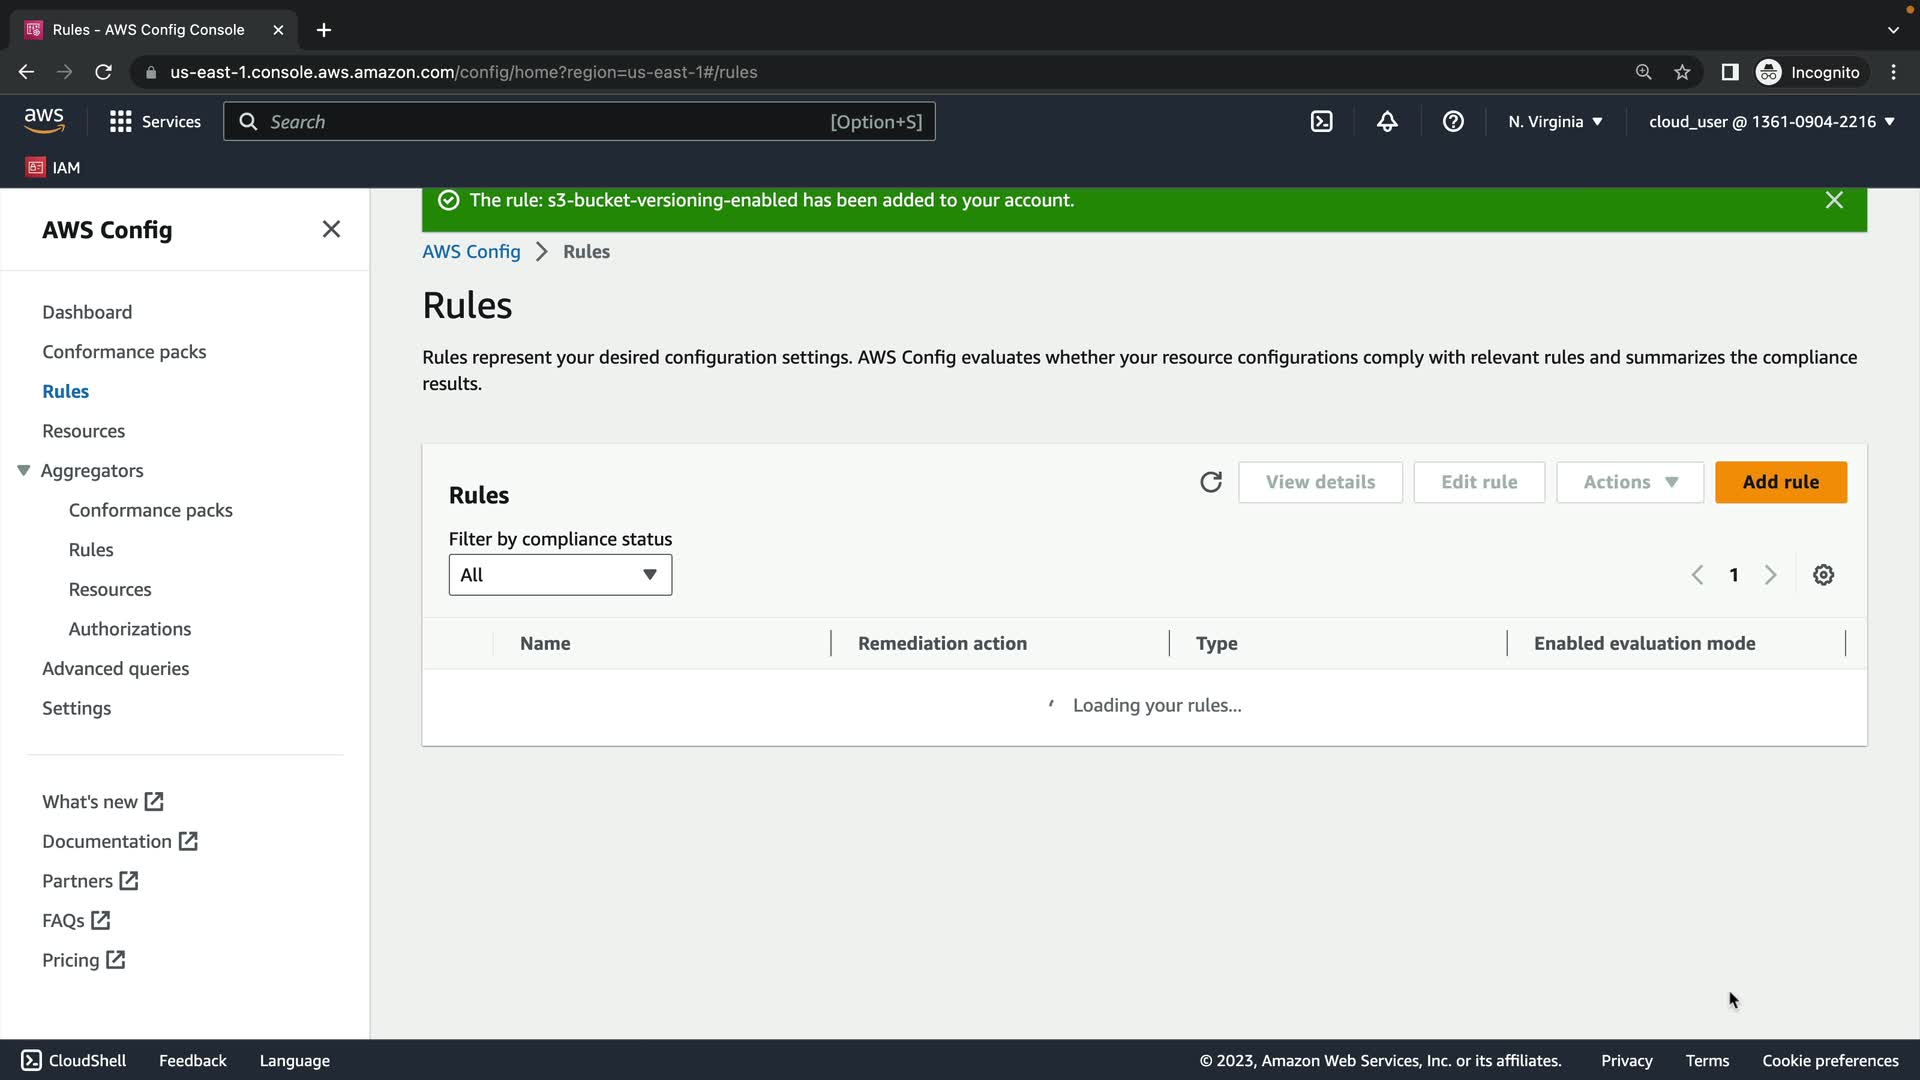 Rules - AWS Config Console
us-east-1.console.aws.amazon.com/config/home?region=us-east-1#/rules
Incognito
aws
Services
Search
[Option+S]
N. Virginia
cloud_user @ 1361-0904-2216
IAM
AWS Config
Dashboard
Conformance packs
Rules
Resources
Aggregators
Conformance packs
Rules
Resources
Authorizations
Advanced queries
Settings
What's new
Documentation
Partners
FAQs
Pricing
The rule: s3-bucket-versioning-enabled has been added to your account.
AWS Config > Rules
Rules
Rules represent your desired configuration settings. AWS Config evaluates whether your resource configurations comply with relevant rules and summarizes the compliance
results.
Rules
View details
Edit rule
Actions
Add rule
Filter by compliance status
All
1
Name
Remediation action
Type
Enabled evaluation mode
Loading your rules...
CloudShell
Feedback
Language
© 2023, Amazon Web Services, Inc. or its affiliates.
Privacy
Terms
Cookie preferences